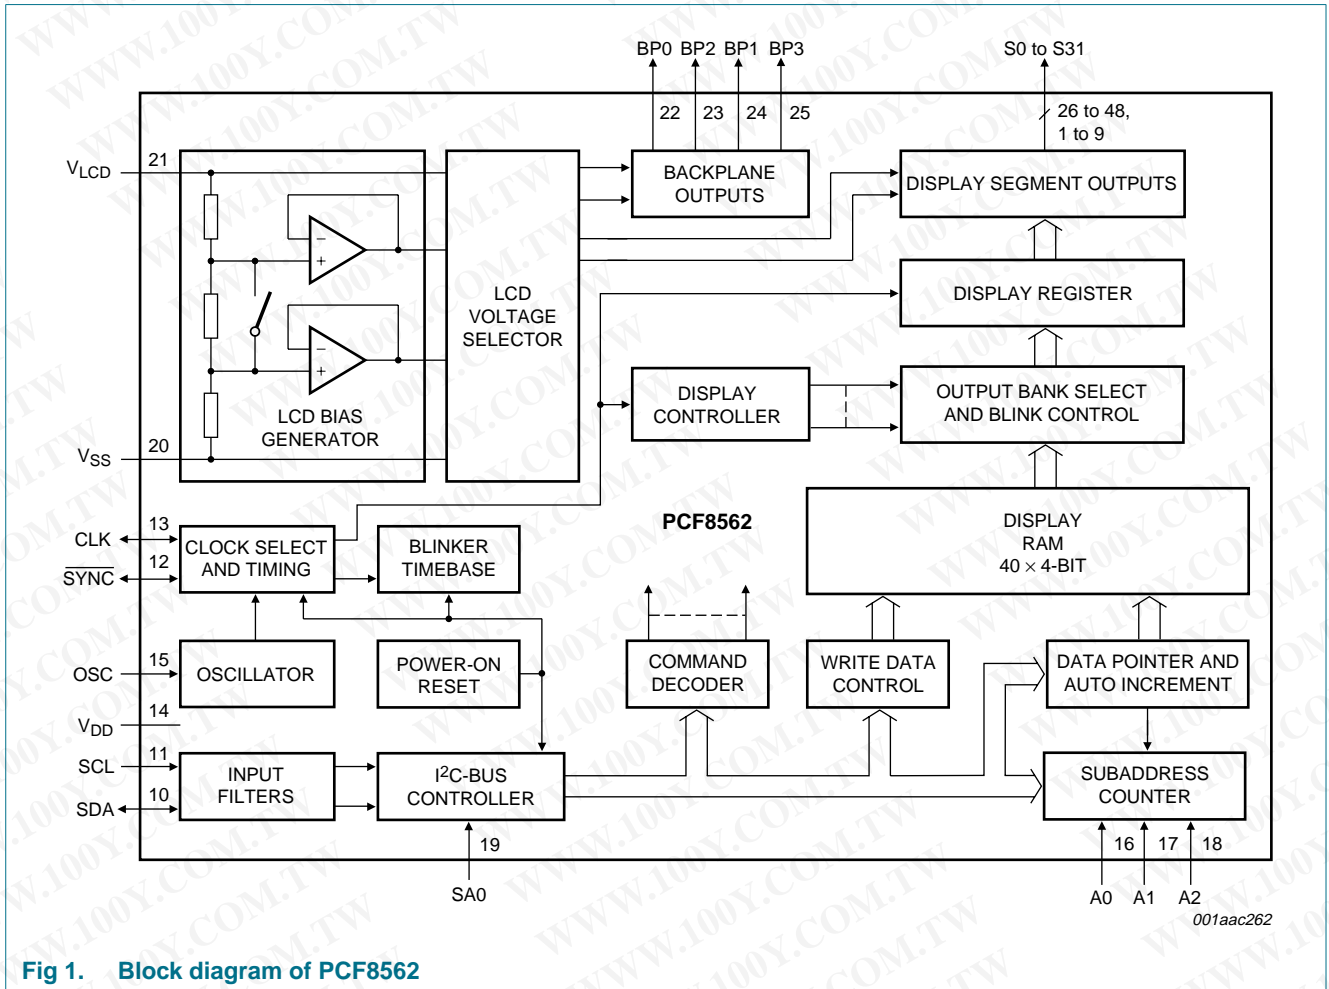 BP0 BP2 BP1 BP3
S0 to S31
22 23 24 25
26 to 48,
1 to 9
VLCD
21
BACKPLANE
OUTPUTS
DISPLAY SEGMENT OUTPUTS
−
+
−
+
LCD
VOLTAGE
SELECTOR
DISPLAY REGISTER
LCD BIAS
GENERATOR
DISPLAY
CONTROLLER
OUTPUT BANK SELECT
AND BLINK CONTROL
VSS
20
PCF8562
DISPLAY
RAM
40 × 4-BIT
CLK
13
SYNC
12
CLOCK SELECT
AND TIMING
BLINKER
TIMEBASE
OSC
15
OSCILLATOR
POWER-ON
RESET
COMMAND
DECODER
WRITE DATA
CONTROL
DATA POINTER AND
AUTO INCREMENT
VDD
14
SCL
11
SDA
10
INPUT
FILTERS
I2C-BUS
CONTROLLER
SUBADDRESS
COUNTER
19
16 17 18
SA0
A0 A1 A2
001aac262
Fig 1. Block diagram of PCF8562
WWW.100Y.COM.TW